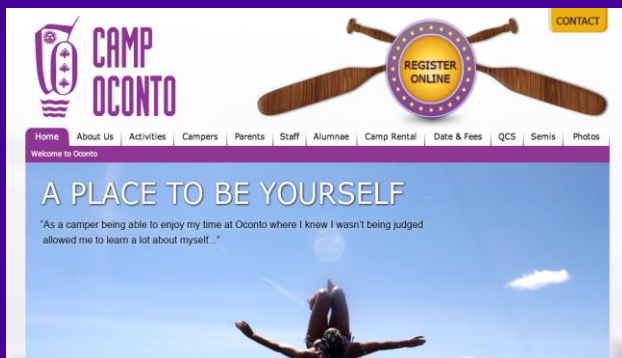 CONTACT
CAMP
OCONTO
REGISTER
ONLINE
Home About Us Activities Campers Parents Staff Alumnae Camp Rental Date & Fees QCS Semis Photos
Welcome to Oconto
A PLACE TO BE YOURSELF
"As a camper being able to enjoy my time at Oconto where I knew I wasn't being judged
allowed me to learn a lot about myself..."